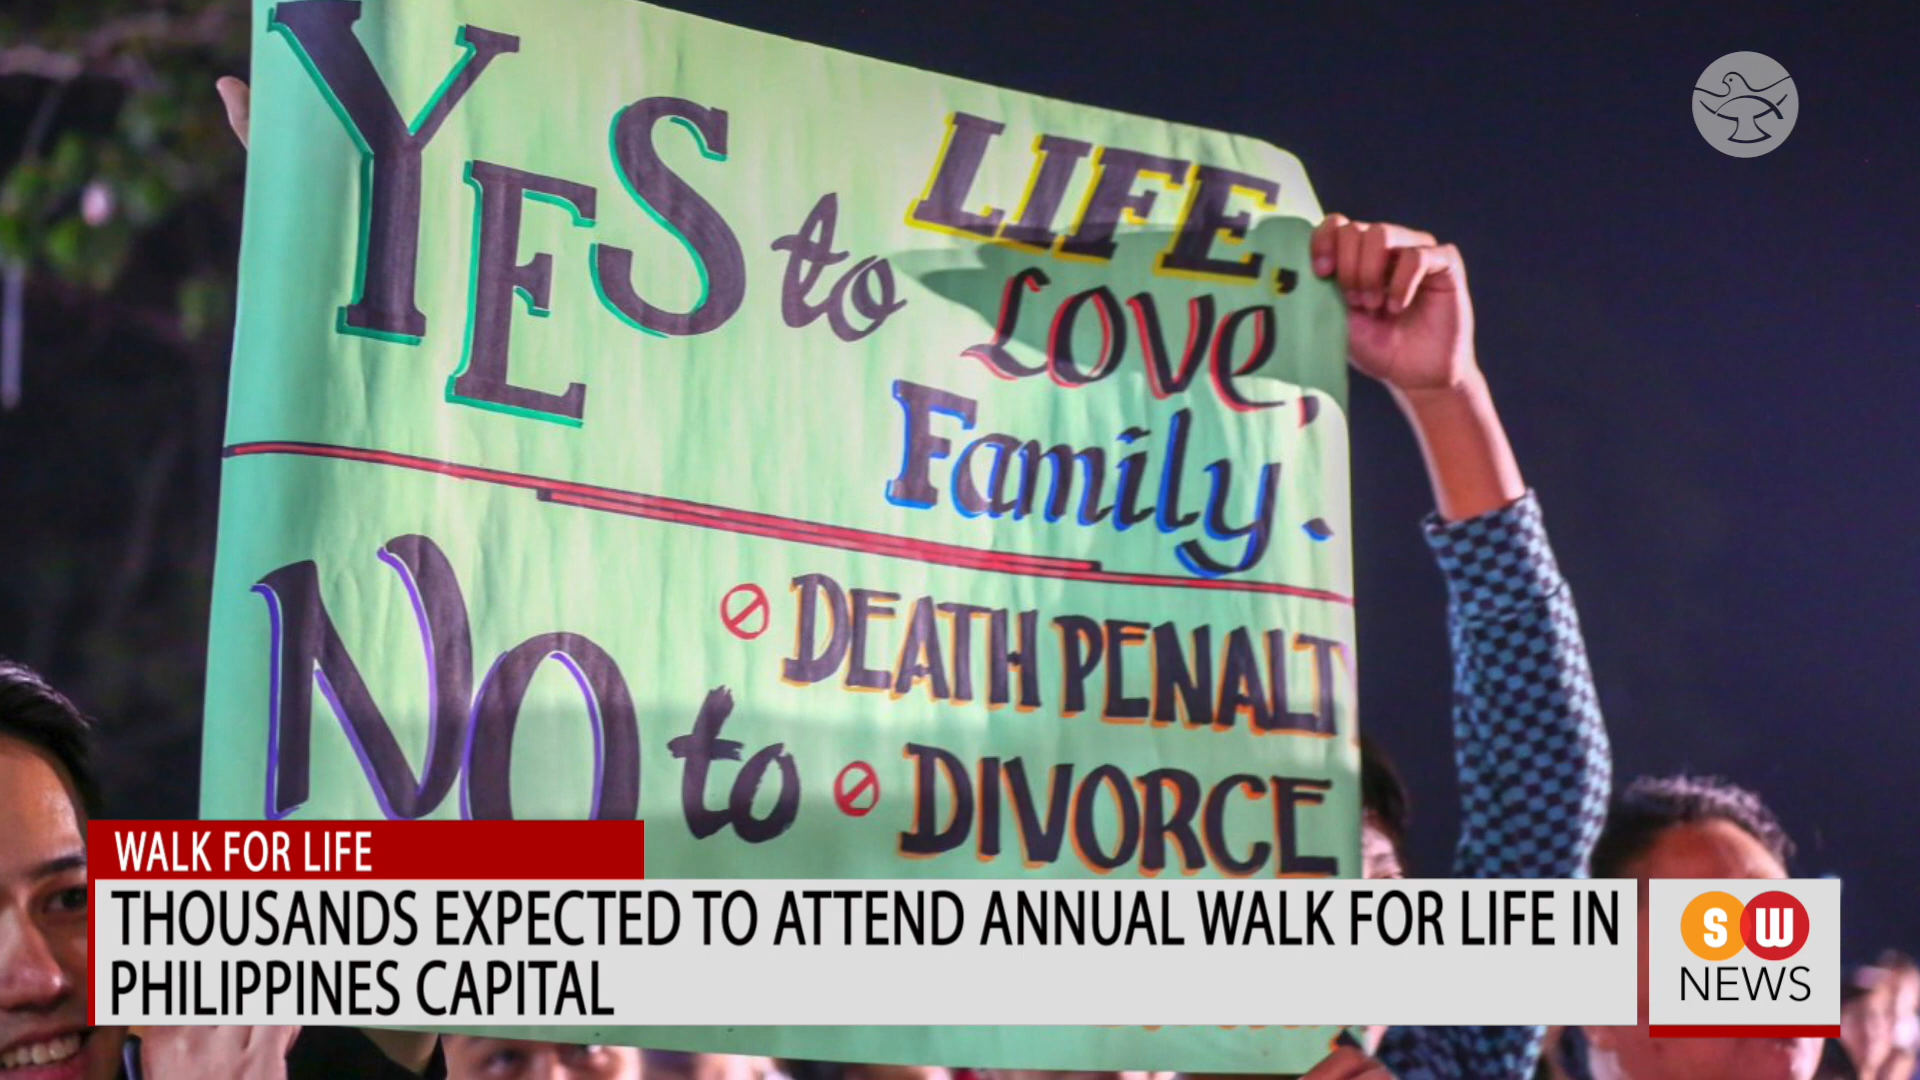 YES to LIFE,
LOVE,
Family.
NO to DEATH PENALT
DIVORCE
WALK FOR LIFE
THOUSANDS EXPECTED TO ATTEND ANNUAL WALK FOR LIFE IN
PHILIPPINES CAPITAL
SW
NEWS